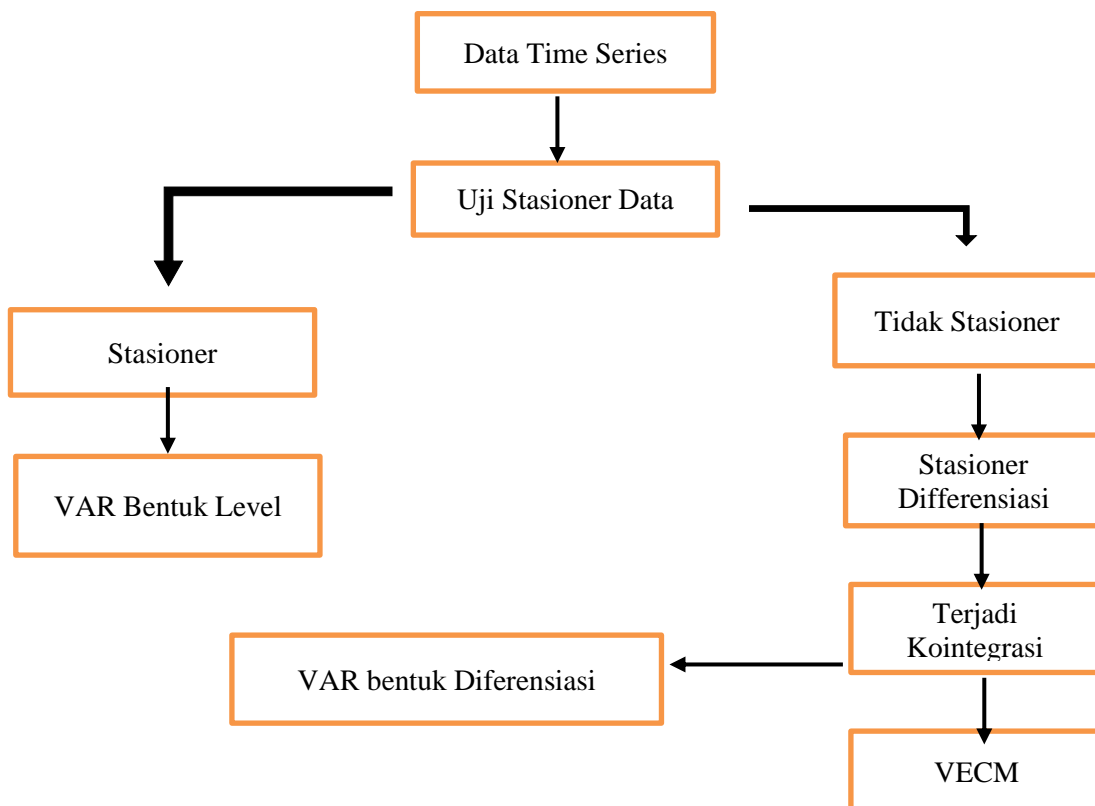 Data Time Series
Uji Stasioner Data
Tidak Stasioner
Stasioner
Stasioner
Differensiasi
VAR Bentuk Level
Terjadi
Kointegrasi
VAR bentuk Diferensiasi
VECM